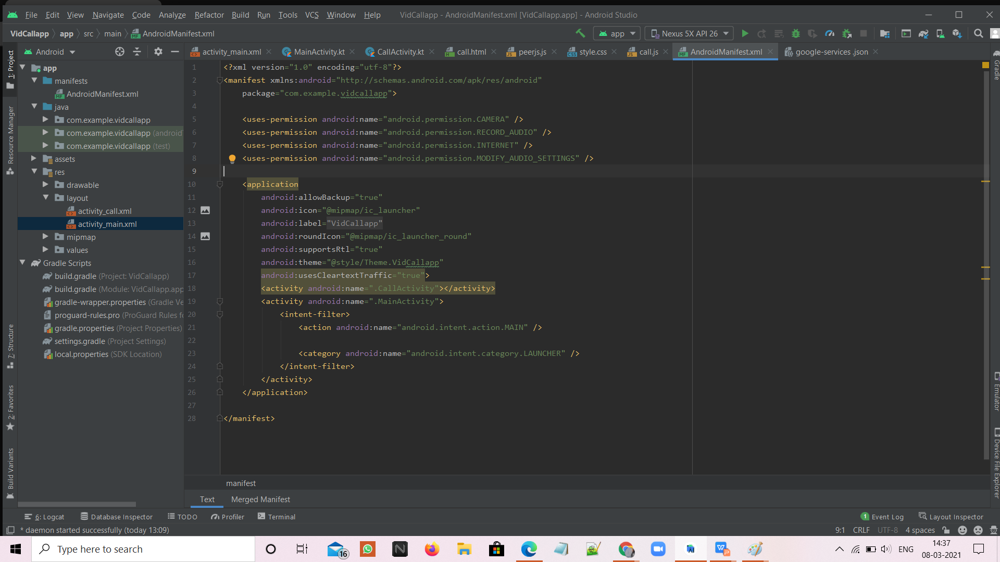 File Edit View Navigate Code Analyze Refactor Build Run Tools VCS Window Help VidCallapp - AndroidManifest.xml [VidCallapp.app] - Android Studio
VidCallapp app src main AndroidManifest.xml app Nexus 5X API 26
Android activity_main.xml MainActivity.kt CallActivity.kt call.html peerjs.js style.css call.js AndroidManifest.xml google-services .json
1: Project
Resource Manager
7: Structure
2: Favorites
Build Variants
app
manifests
AndroidManifest.xml
java
com.example.vidcallapp
com.example.vidcallapp (android
com.example.vidcallapp (test)
assets
res
drawable
layout
activity_call.xml
activity_main.xml
mipmap
values
Gradle Scripts
build.gradle (Project: VidCallapp)
build.gradle (Module: VidCallapp.app
gradle-wrapper.properties (Gradle Ve
proguard-rules.pro (ProGuard Rules fo
gradle.properties (Project Properties)
settings.gradle (Project Settings)
local.properties (SDK Location)
1 <?xml version="1.0" encoding="utf-8"?>
2 <manifest xmlns:android="http://schemas.android.com/apk/res/android"
3 package="com.example.vidcallapp">
4
5 <uses-permission android:name="android.permission.CAMERA" />
6 <uses-permission android:name="android.permission.RECORD_AUDIO" />
7 <uses-permission android:name="android.permission.INTERNET" />
8 <uses-permission android:name="android.permission.MODIFY_AUDIO_SETTINGS" />
9
10 <application
11 android:allowBackup="true"
12 android:icon="@mipmap/ic_launcher"
13 android:label="VidCallapp"
14 android:roundIcon="@mipmap/ic_launcher_round"
15 android:supportsRtl="true"
16 android:theme="@style/Theme.VidCallapp"
17 android:usesCleartextTraffic="true">
18 <activity android:name=".CallActivity"></activity>
19 <activity android:name=".MainActivity">
20 <intent-filter>
21 <action android:name="android.intent.action.MAIN" />
22
23 <category android:name="android.intent.category.LAUNCHER" />
24 </intent-filter>
25 </activity>
26 </application>
27
28 </manifest>
Gradle
Emulator
Device File Explorer
manifest
Text Merged Manifest
6: Logcat Database Inspector TODO Profiler Terminal 1 Event Log Layout Inspector
* daemon started successfully (today 13:09) 9:1 CRLF UTF-8 4 spaces
Type here to search 16 ENG 14:37
08-03-2021